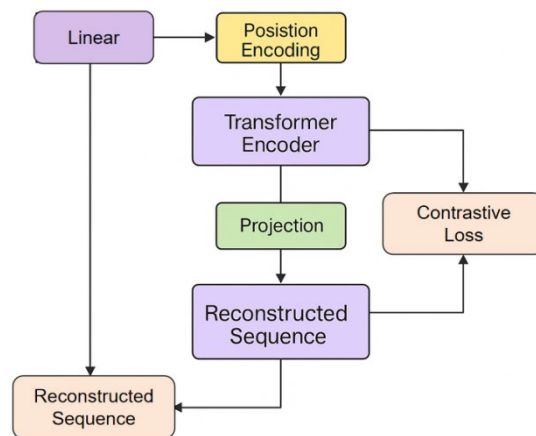 Linear
Posistion
Encoding
Transformer
Encoder
Projection
Contrastive
Loss
Reconstructed
Sequence
Reconstructed
Sequence